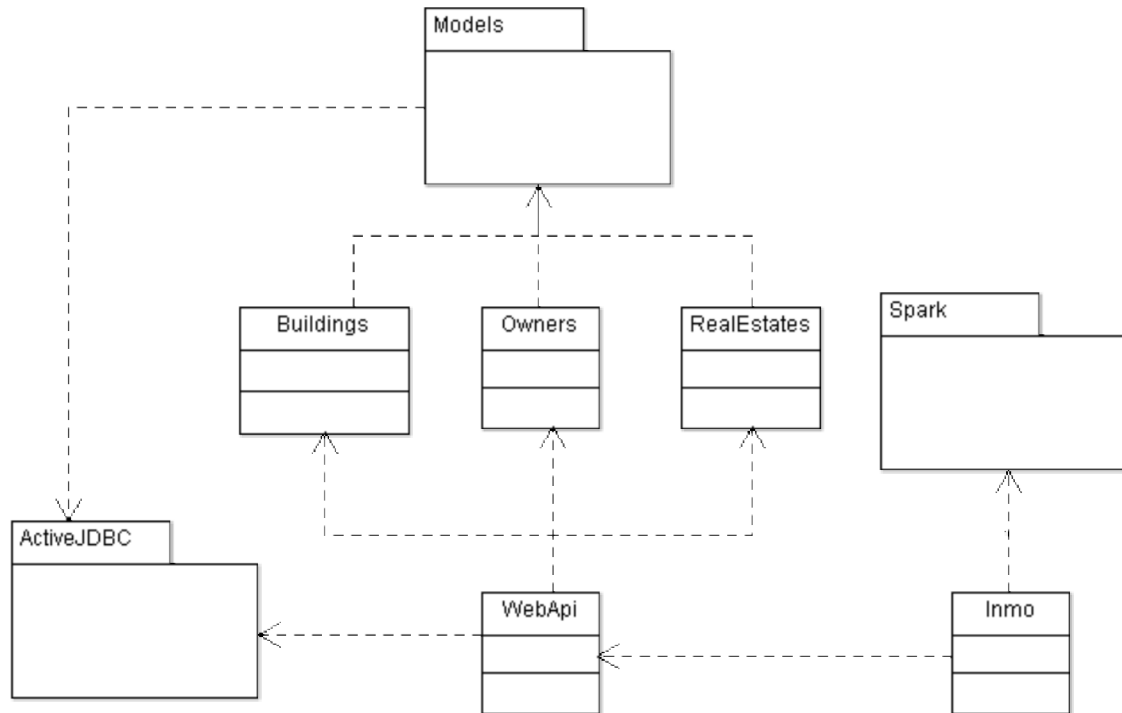 Models
Buildings
Owners
RealEstates
Spark
ActiveJDBC
WebApi
Inmo